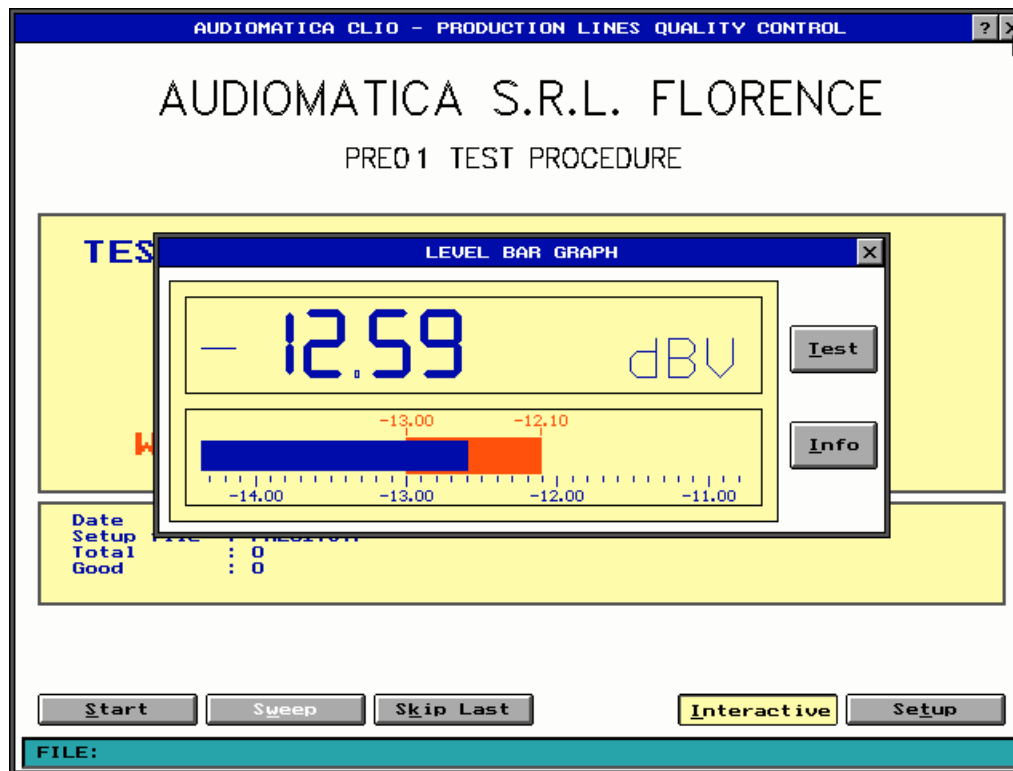 AUDIOMATICA CLIO - PRODUCTION LINES QUALITY CONTROL ? X
AUDIOMATICA S.R.L. FLORENCE
PRE01 TEST PROCEDURE
TES
LEVEL BAR GRAPH X
-12.59 dBV
Test
-13.00 -12.10
Info
-14.00 -13.00 -12.00 -11.00
Date
Setup
Total : 0
Good : 0
Start Sweep Skip Last Interactive Setup
FILE: